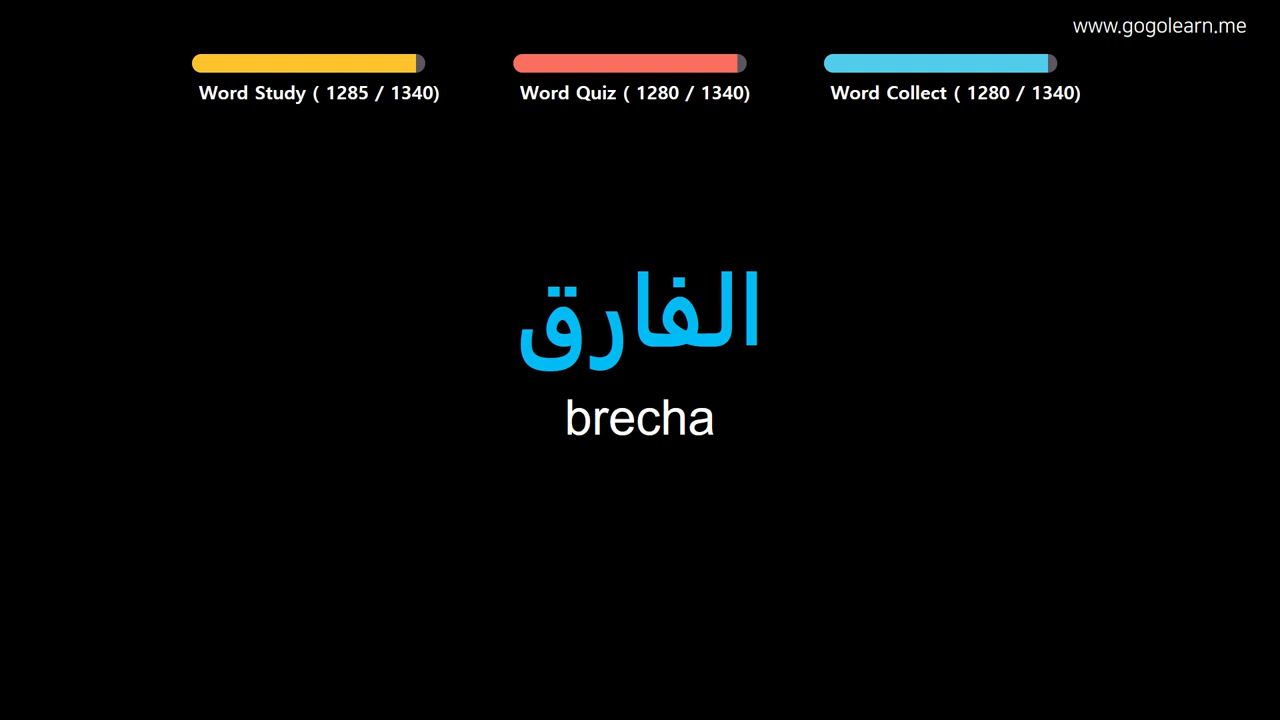 www.gogolearn.me
Word Study ( 1285 / 1340)
Word Quiz ( 1280 / 1340)
Word Collect ( 1280 / 1340)
الفارق
brecha